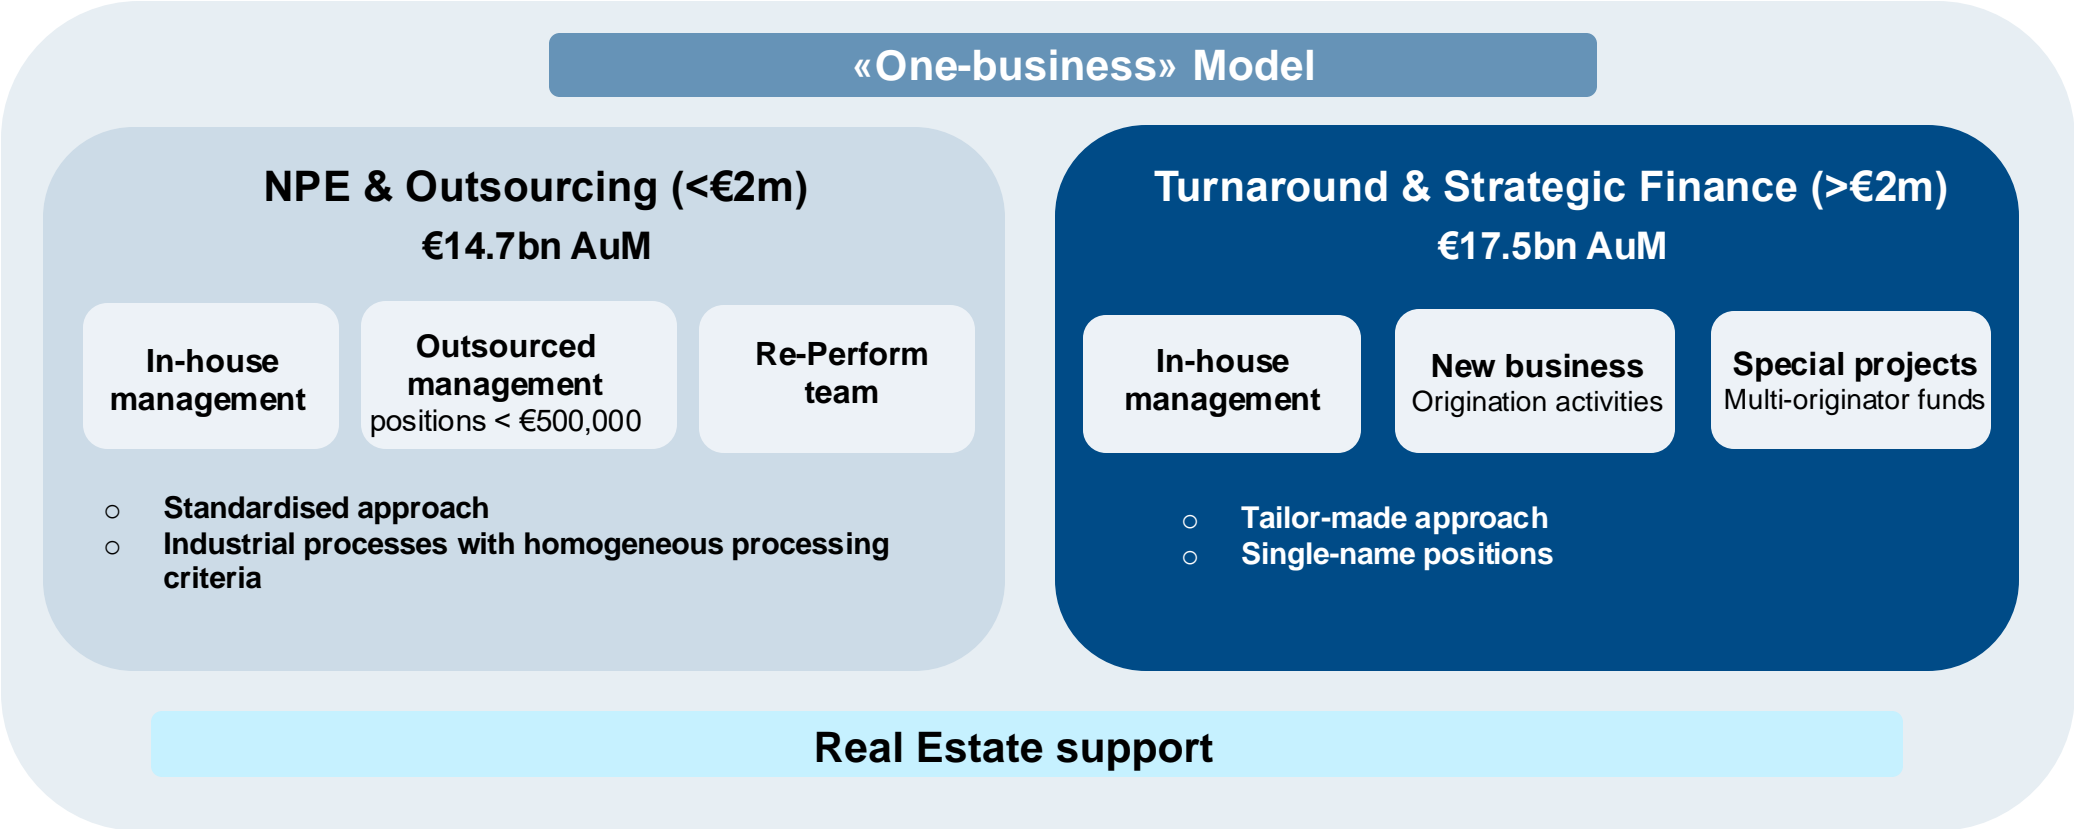 «One-business» Model
NPE & Outsourcing (<€2m)
€14.7bn AuM
In-house
management
Outsourced
management
positions < €500,000
Re-Perform
team
o Standardised approach
o Industrial processes with homogeneous processing
criteria
Turnaround & Strategic Finance (>€2m)
€17.5bn AuM
In-house
management
New business
Origination activities
Special projects
Multi-originator funds
o Tailor-made approach
o Single-name positions
Real Estate support